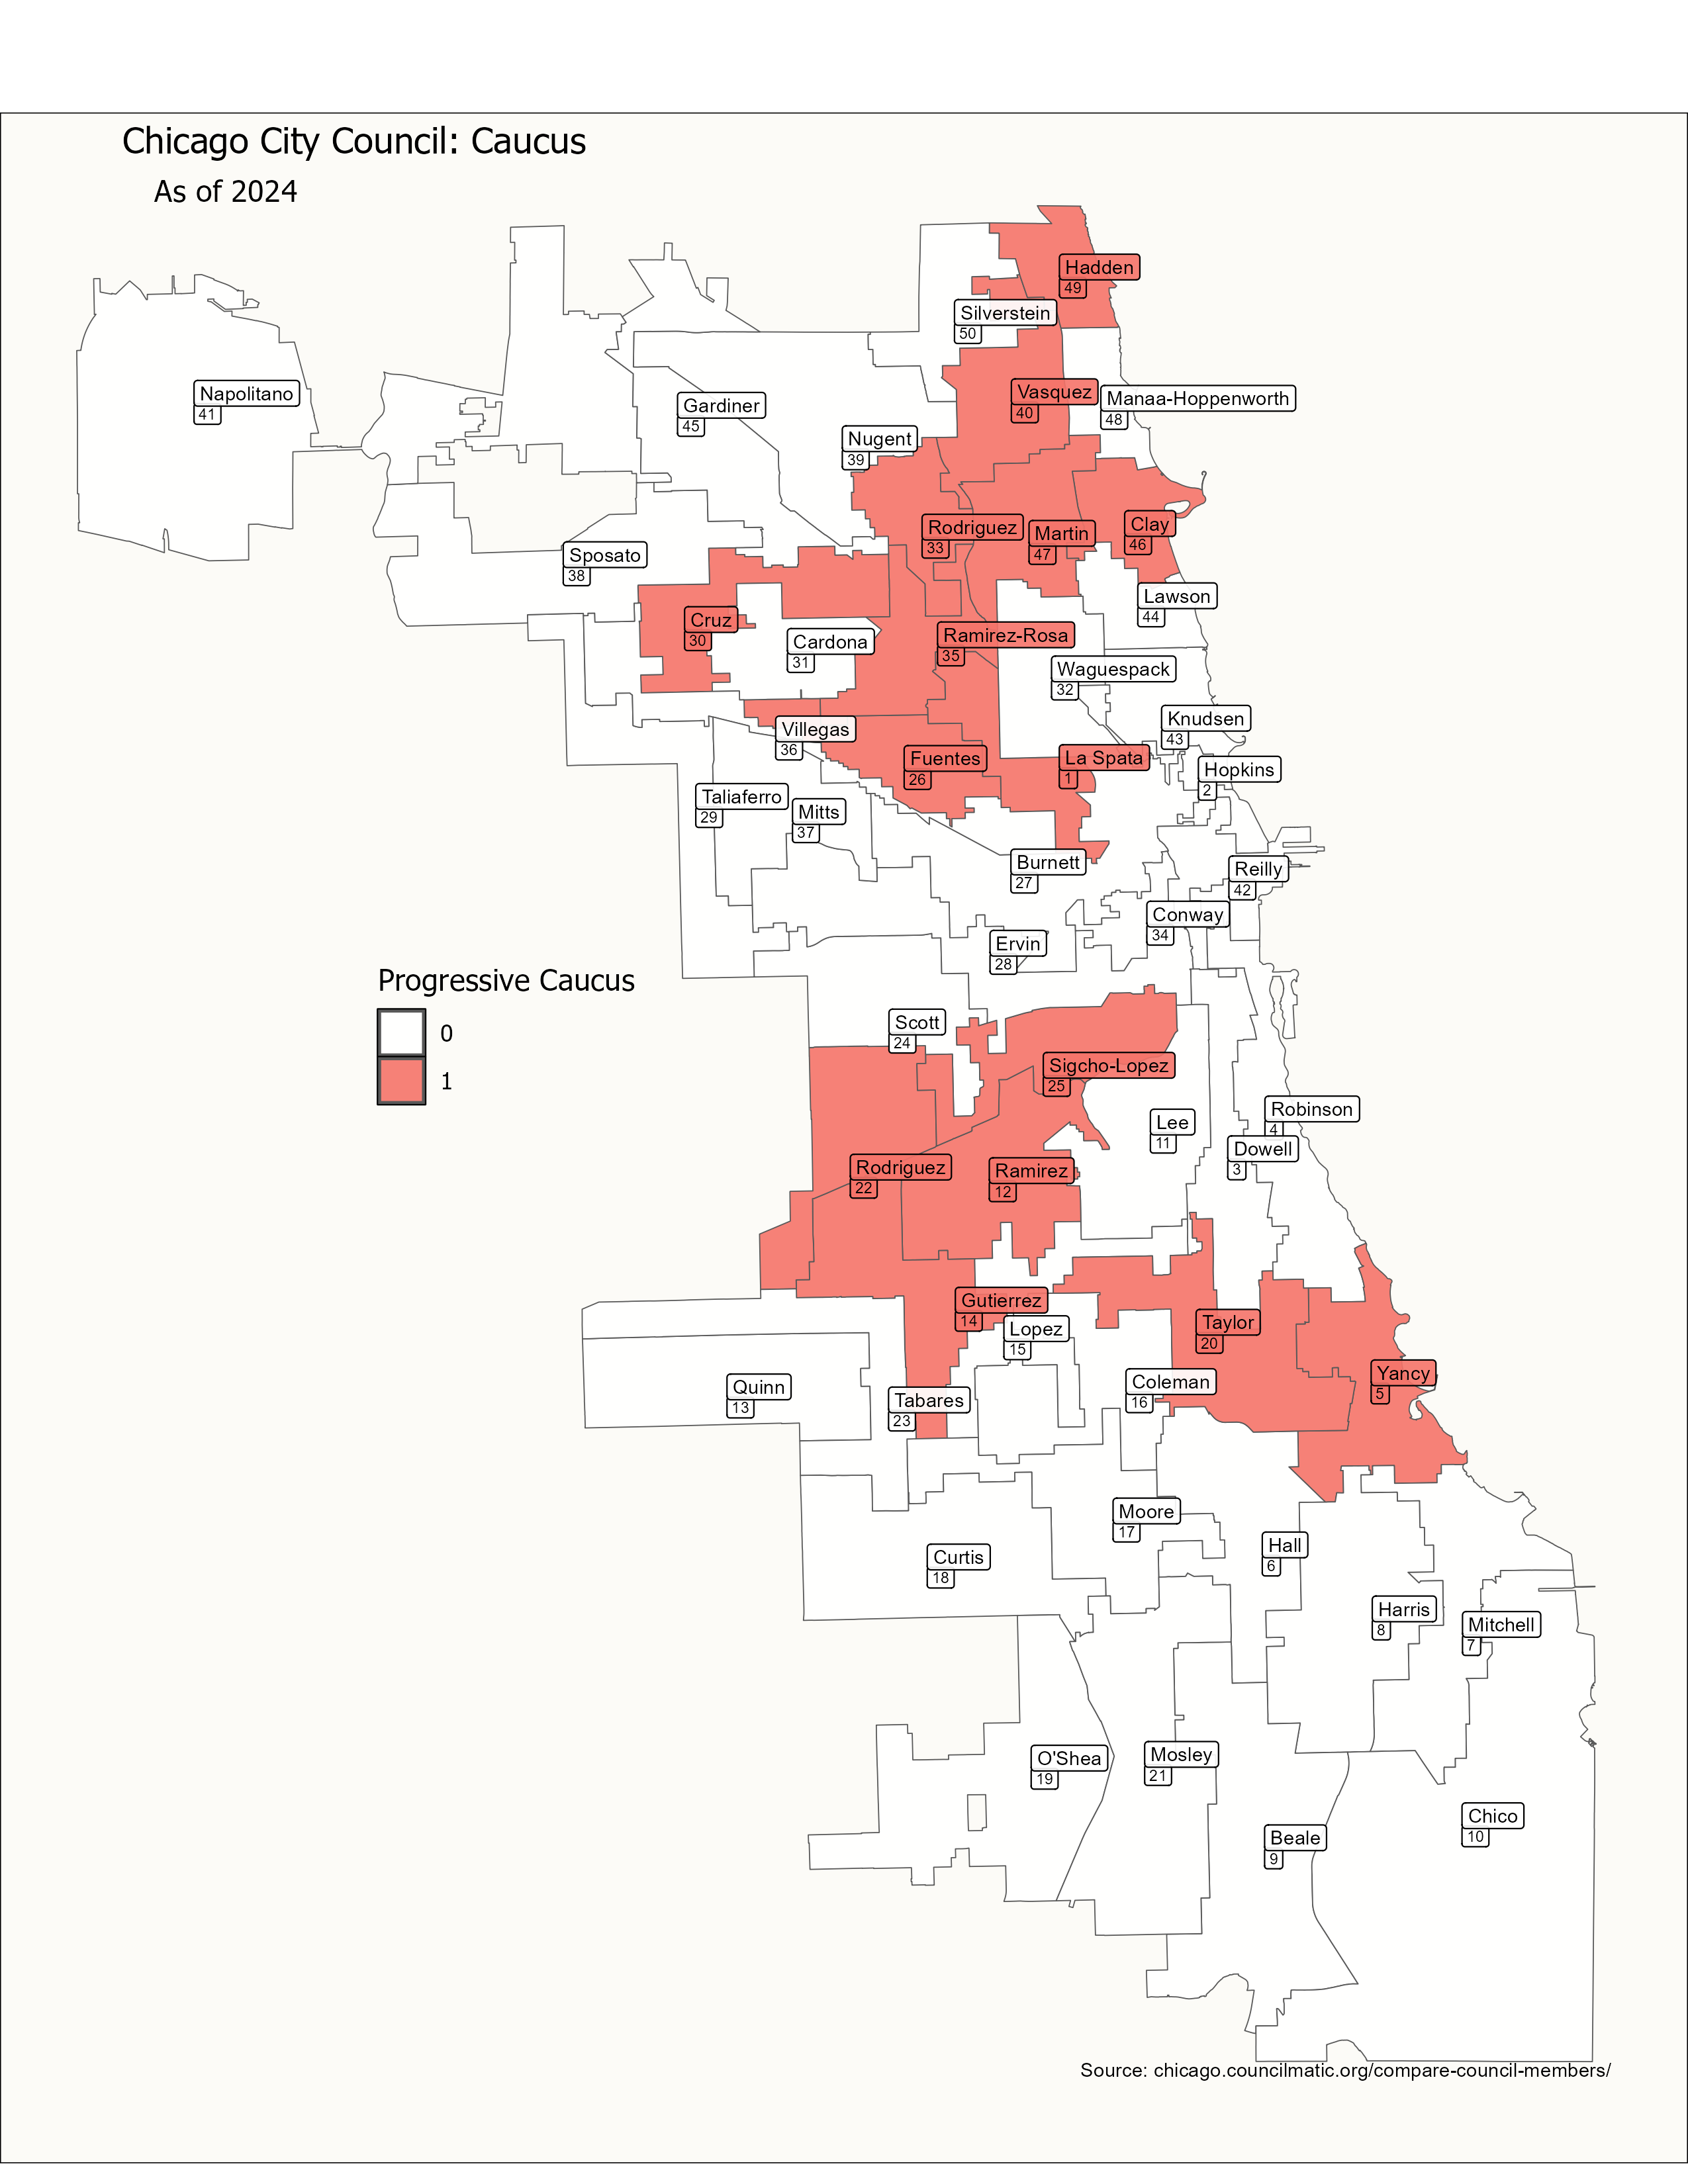 Chicago City Council: Caucus
As of 2024
Hadden
49
Silverstein
50
Vasquez
40
Manaa-Hoppenworth
48
Napolitano
41
Gardiner
45
Nugent
39
Rodriguez
33
Martin
47
Clay
46
Sposato
38
Lawson
44
Cruz
30
Cardona
31
Ramirez-Rosa
35
Waguespack
32
Knudsen
43
Villegas
36
Fuentes
26
La Spata
1
Hopkins
2
Taliaferro
29
Mitts
37
Burnett
27
Reilly
42
Conway
34
Ervin
28
Progressive Caucus
0
1
Scott
24
Sigcho-Lopez
25
Robinson
4
Lee
11
Dowell
3
Rodriguez
22
Ramirez
12
Gutierrez
14
Lopez
15
Taylor
20
Yancy
5
Quinn
13
Tabares
23
Coleman
16
Moore
17
Hall
6
Curtis
18
Harris
8
Mitchell
7
O'Shea
19
Mosley
21
Chico
10
Beale
9
Source: chicago.councilmatic.org/compare-council-members/